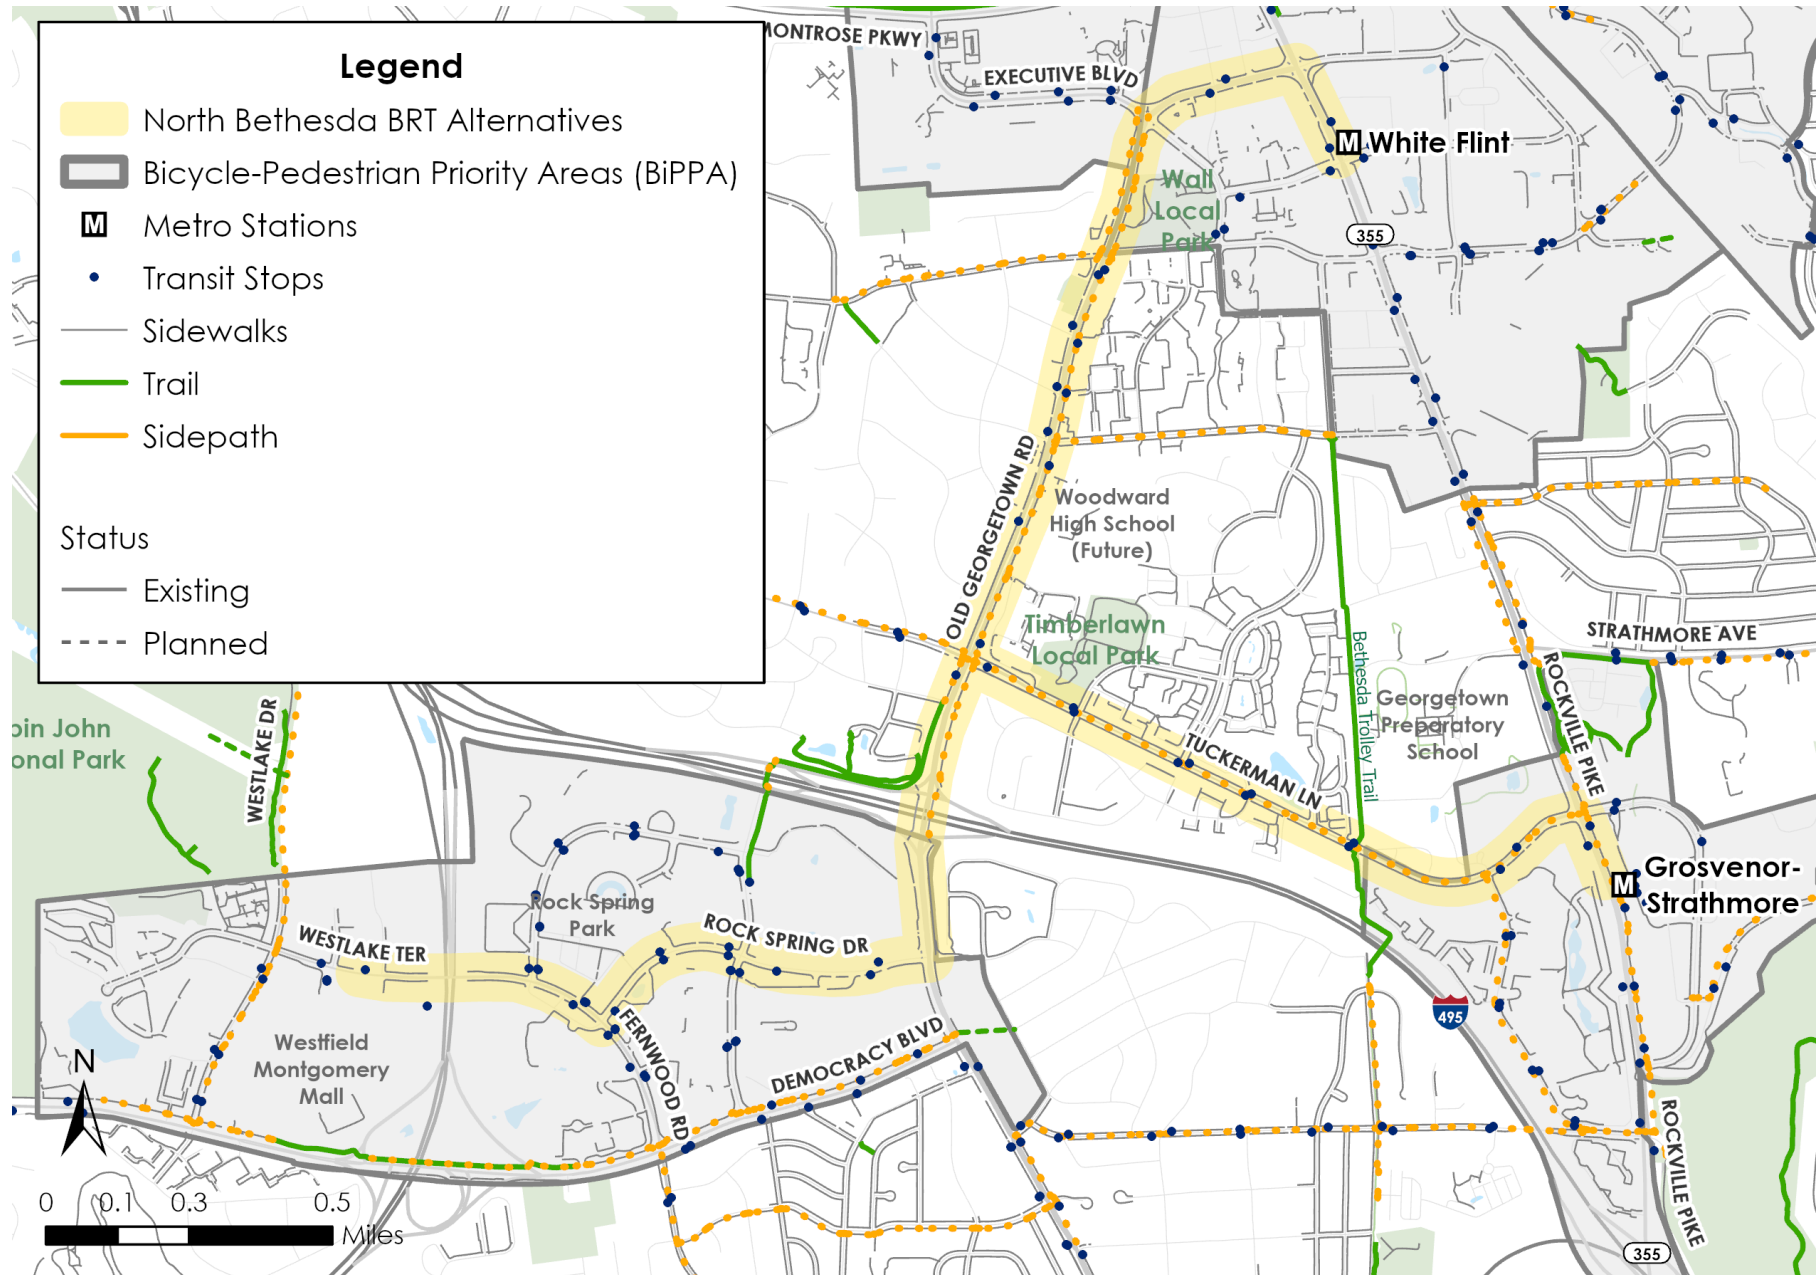 Legend
North Bethesda BRT Alternatives
Bicycle-Pedestrian Priority Areas (BiPPA)
M
Metro Stations
Transit Stops
Sidewalks
Trail
Sidepath
Status
Existing
Planned
MONTROSE PKWY
EXECUTIVE BLVD
M
White Flint
Wall
Local
Park
355
OLD GEORGETOWN RD
Woodward
High School
(Future)
Timberlawn
Local Park
STRATHMORE AVE
Bethesda Trolley Trail
Georgetown
Preparatory
School
ROCKVILLE PIKE
TUCKERMAN LN
bin John
onal Park
WESTLAKE DR
M
Grosvenor-
Strathmore
Rock Spring
Park
WESTLAKE TER
ROCK SPRING DR
495
FERNWOOD RD
DEMOCRACY BLVD
Westfield
Montgomery
Mall
N
ROCKVILLE PIKE
0 0.1 0.3 0.5
Miles
355